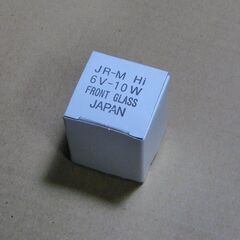 JR-M Hi
6V-10W
FRONT GLASS
JAPAN